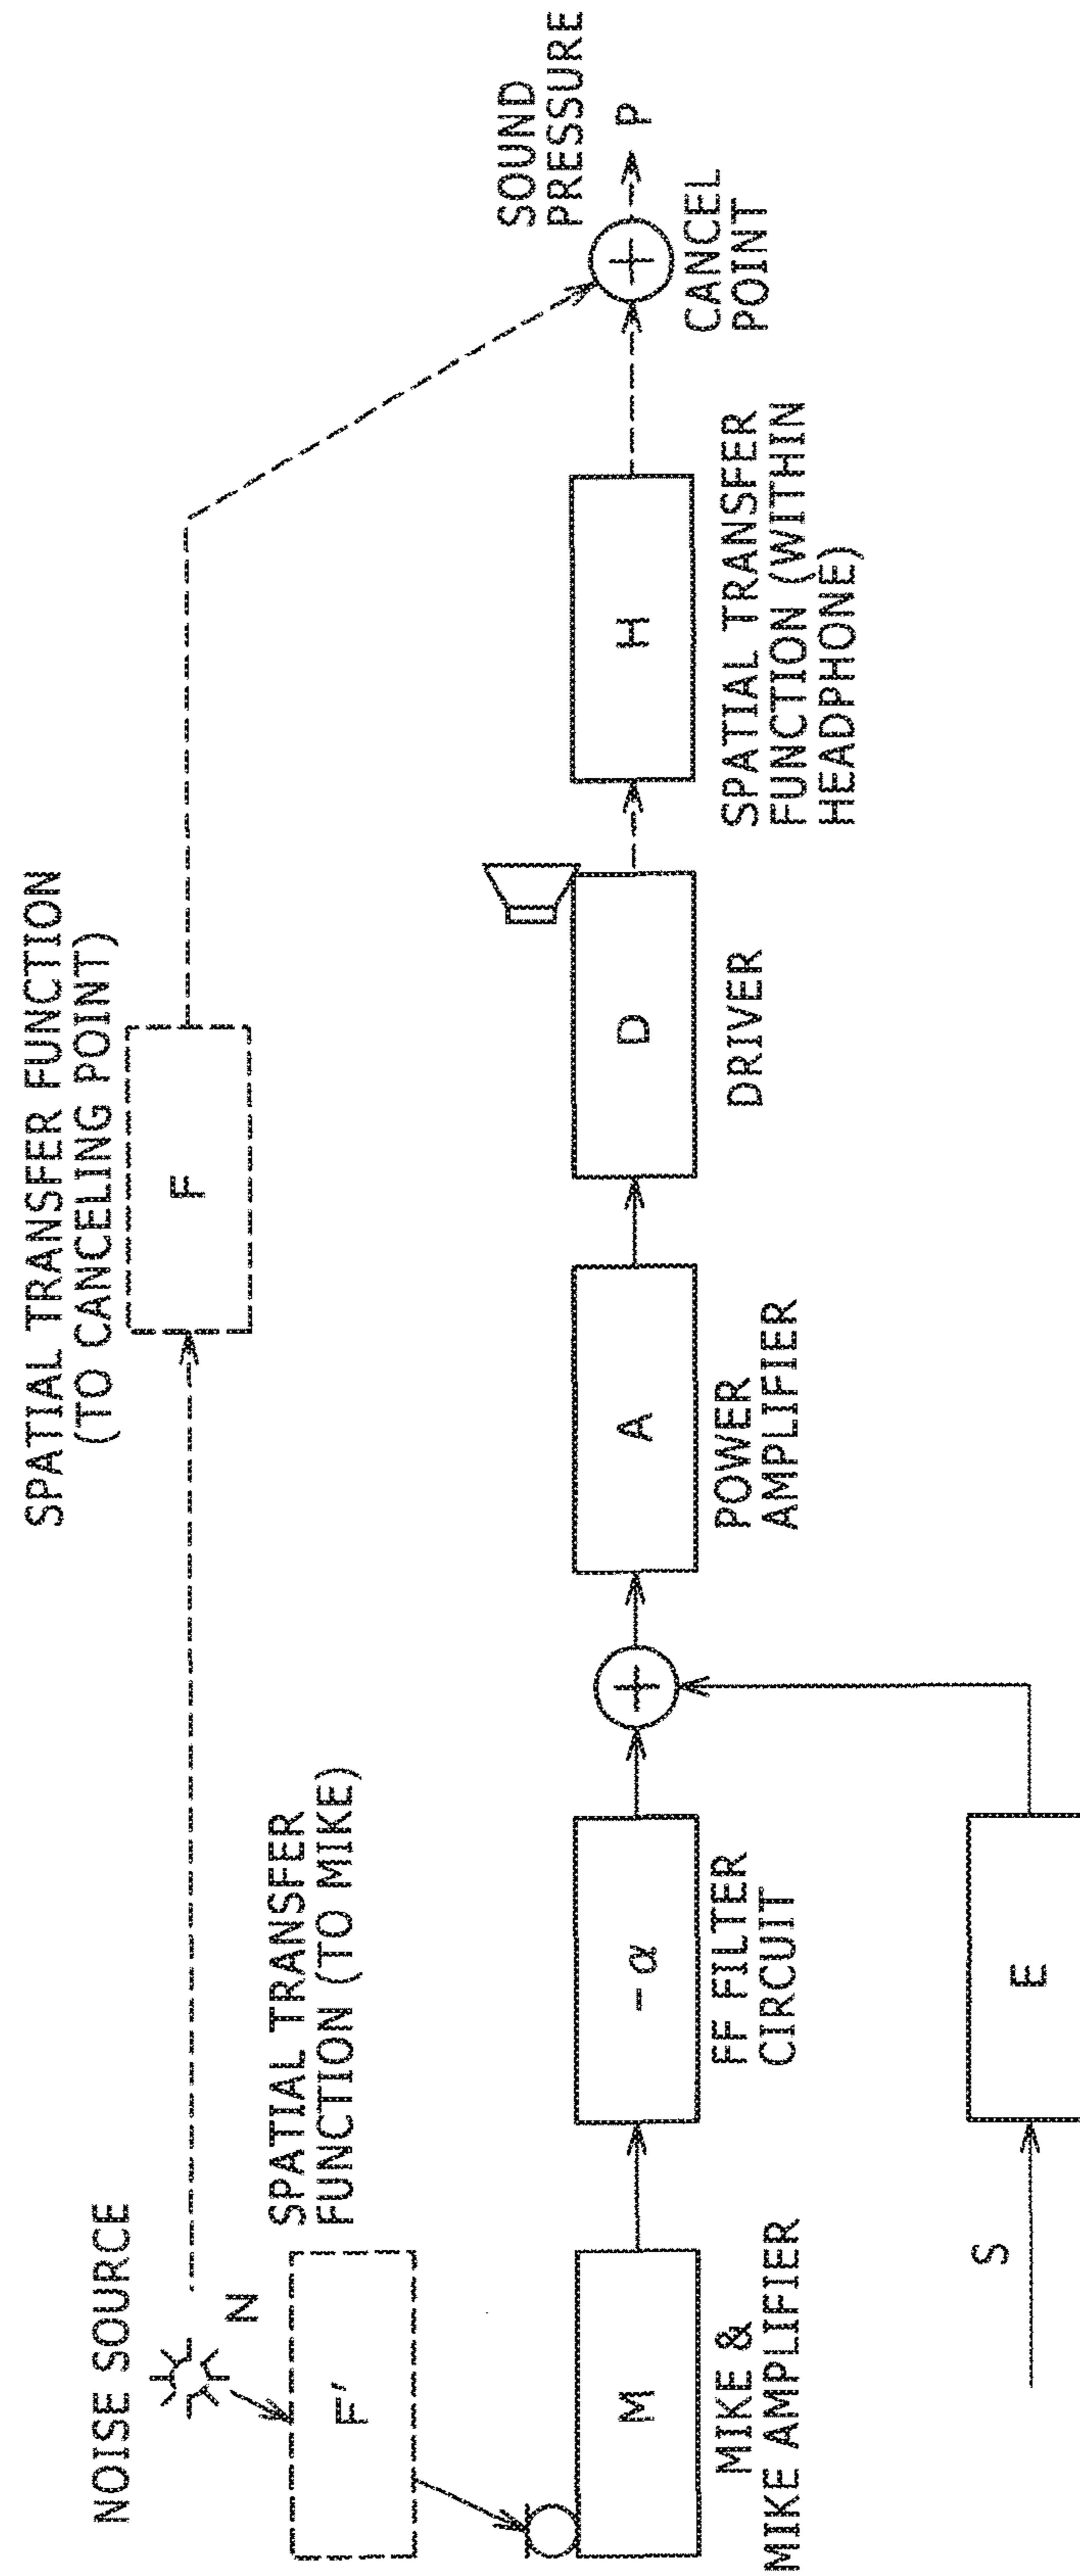 SPATIAL TRANSFER FUNCTION
(TO CANCELING POINT)
NOISE SOURCE
N
F
SPATIAL TRANSFER
FUNCTION (TO MIKE)
F'
SOUND
PRESSURE
P
CANCEL
POINT
M
MIKE &
MIKE AMPLIFIER
-α
FF FILTER
CIRCUIT
+
A
POWER
AMPLIFIER
D
DRIVER
H
SPATIAL TRANSFER
FUNCTION (WITHIN
HEADPHONE)
+
S
E